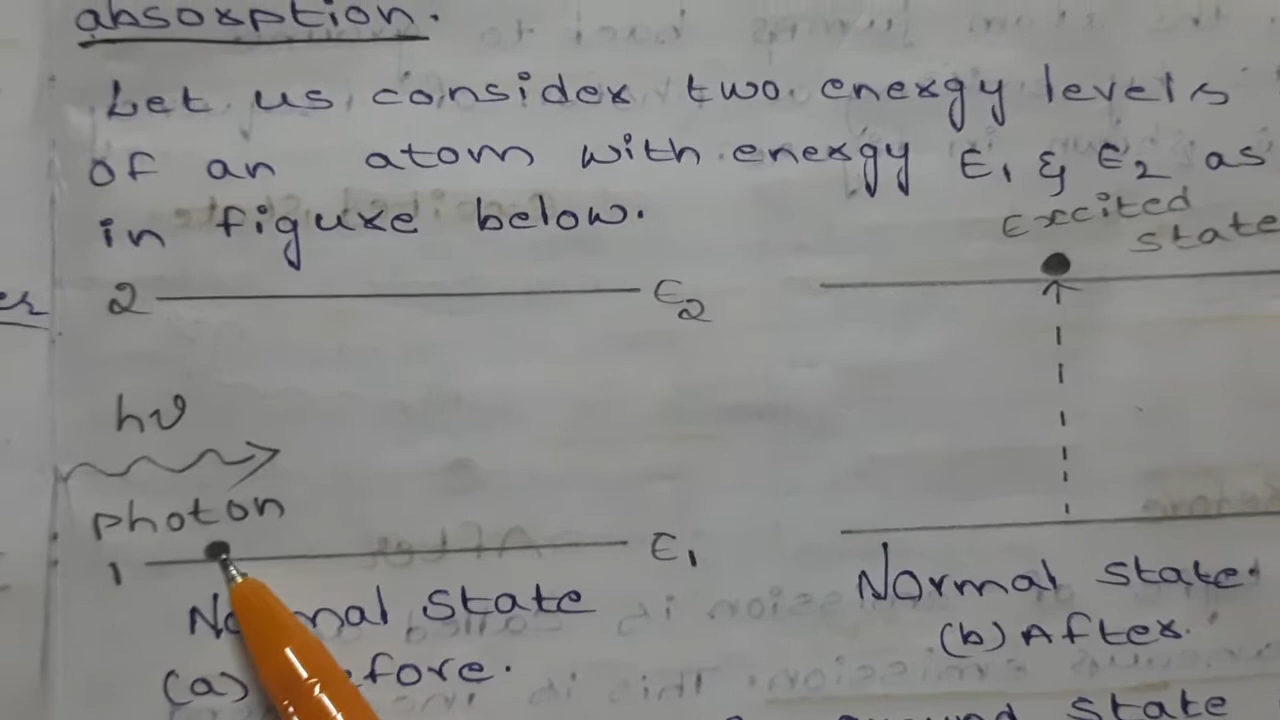 absorption.
Let us consider two energy levels
of an atom with energy E₁ & E₂ as
in figure below.
Excited
state
2 E₂
hν
photon
1 E₁
Normal state
(a)
Normal state.
(b) After.
state